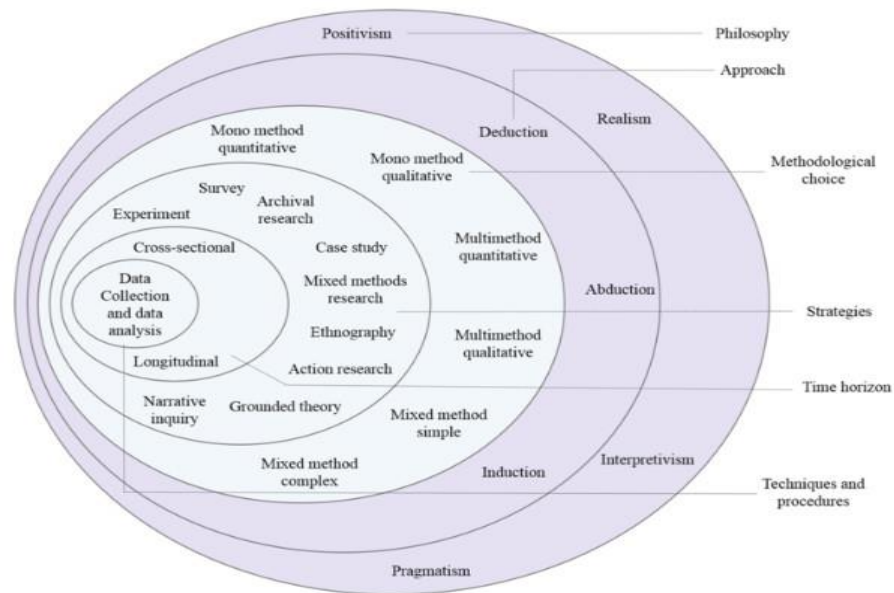 Positivism
Philosophy
Approach
Realism
Deduction
Mono method
quantitative
Mono method
qualitative
Methodological
choice
Survey
Archival
research
Experiment
Cross-sectional
Case study
Multimethod
quantitative
Data
Collection
and data
analysis
Mixed methods
research
Abduction
Strategies
Ethnography
Multimethod
qualitative
Longitudinal
Action research
Time horizon
Narrative
inquiry
Grounded theory
Mixed method
simple
Mixed method
complex
Induction
Interpretivism
Techniques and
procedures
Pragmatism